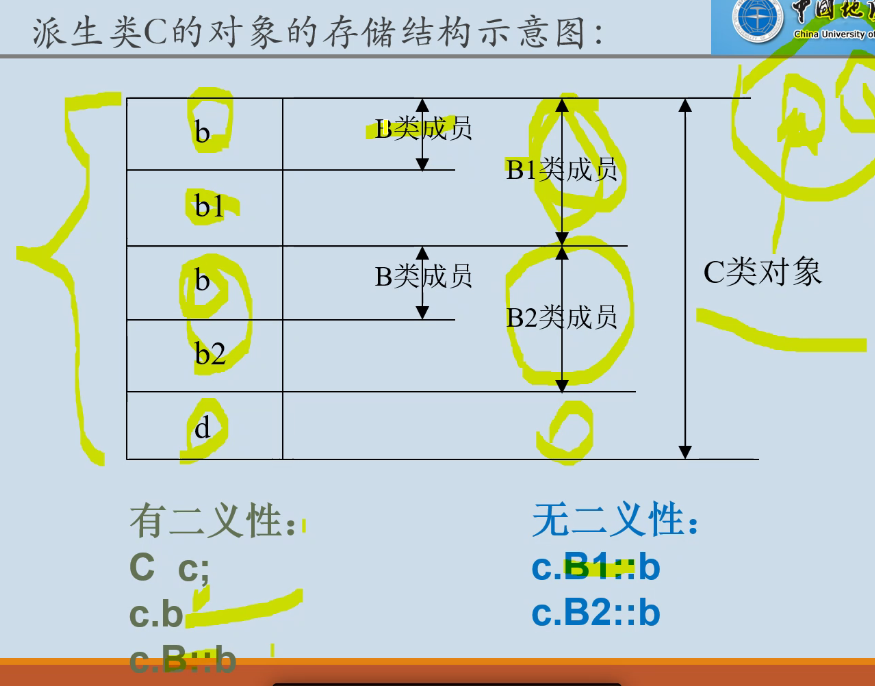 派生类C的对象的存储结构示意图：
China University of
b
B类成员
B1类成员
b1
b
B类成员
C类对象
B2类成员
b2
d
有二义性：
C c;
c.b
c.B::b
无二义性：
c.B1::b
c.B2::b